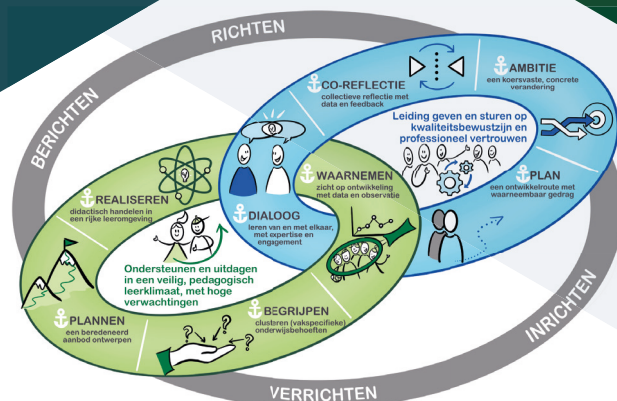 RICHTEN
BERICHTEN
INRICHTEN
VERRICHTEN
CO-REFLECTIE
collectieve reflectie met
data en feedback
AMBITIE
een koersvaste, concrete
verandering
Leiding geven en sturen op
kwaliteitsbewustzijn en
professioneel vertrouwen
PLAN
een ontwikkelroute met
waarneembaar gedrag
DIALOOG
leren van en met elkaar,
met expertise en
engagement
WAARNEMEN
zicht op ontwikkeling
met data en observatie
REALISEREN
didactisch handelen in
een rijke leeromgeving
Ondersteunen en uitdagen
in een veilig, pedagogisch
leerklimaat, met hoge
verwachtingen
PLANNEN
een beredeneerd
aanbod ontwerpen
BEGRIJPEN
clusteren (vakspecifieke)
onderwijsbehoeften
? ? ? ?